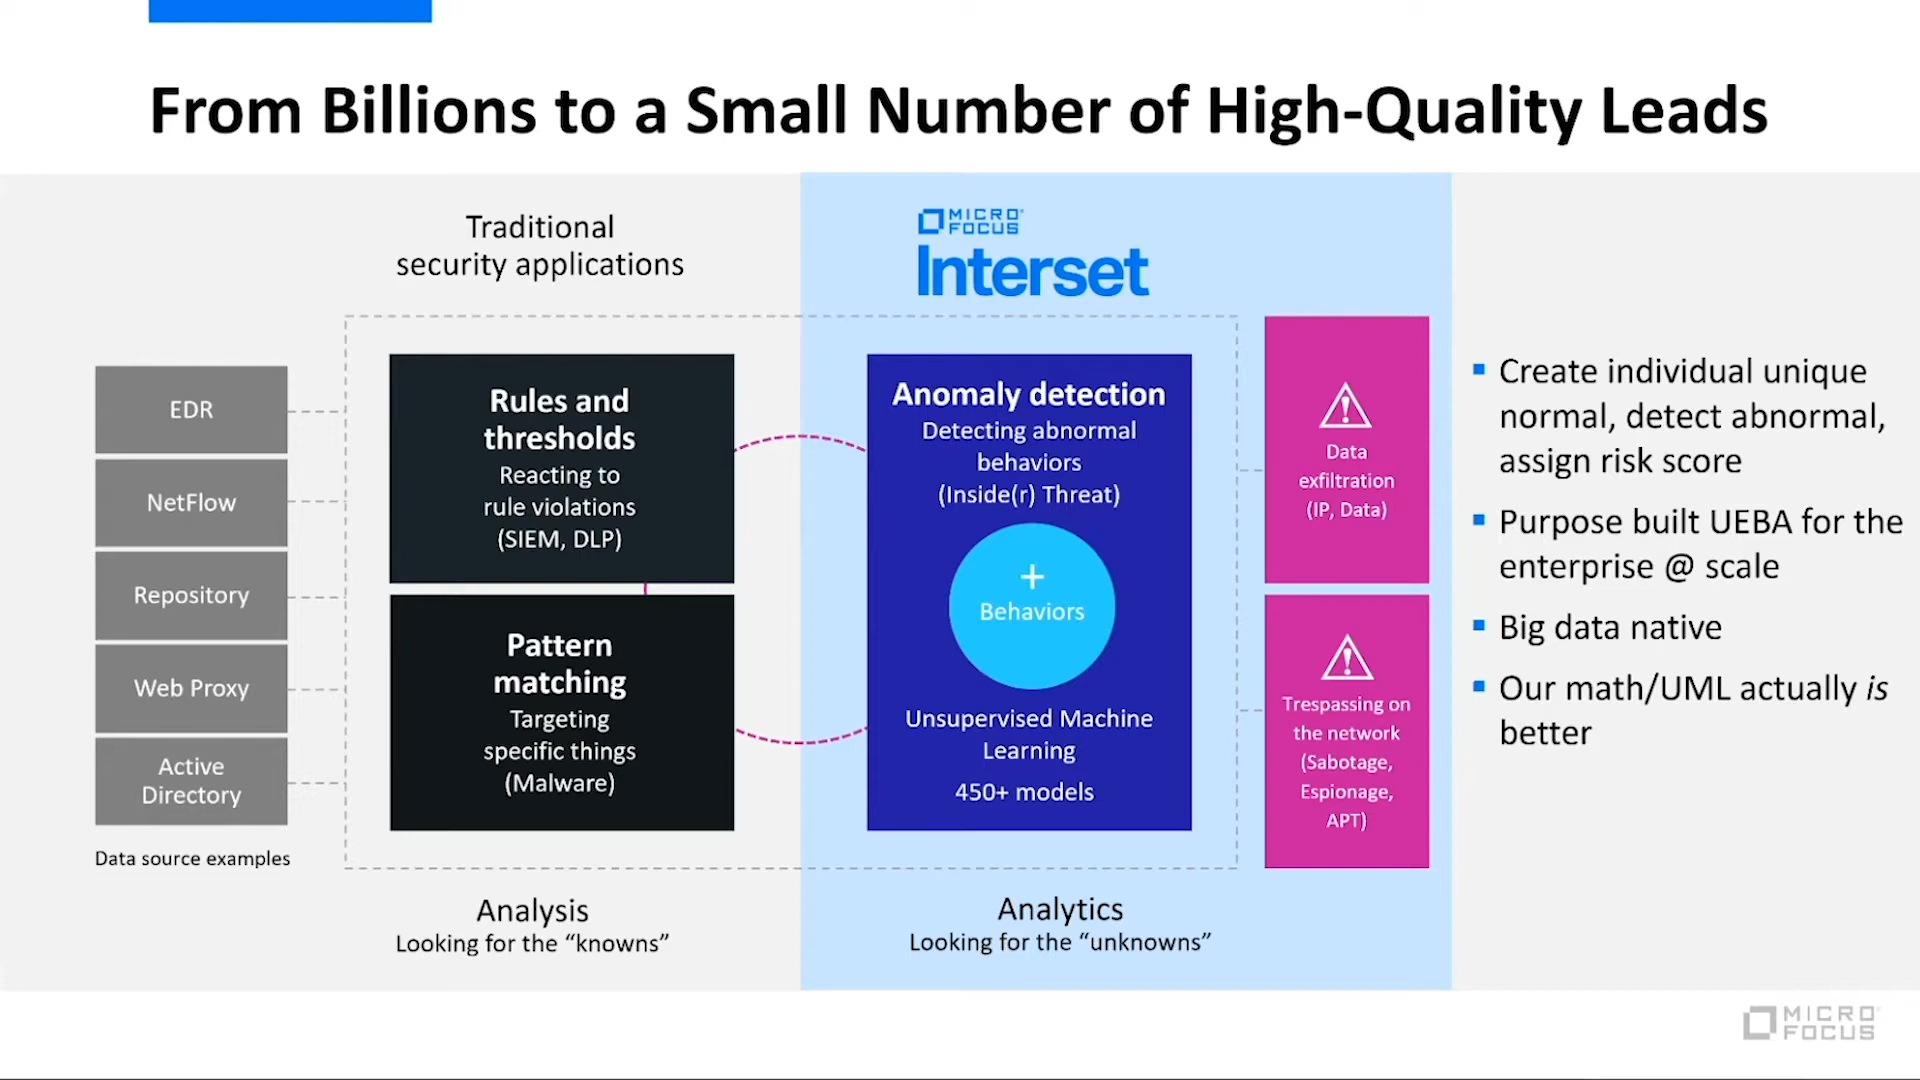 From Billions to a Small Number of High-Quality Leads
Traditional
security applications
MICRO
FOCUS
Interset
EDR
NetFlow
Repository
Web Proxy
Active
Directory
Data source examples
Rules and
thresholds
Reacting to
rule violations
(SIEM, DLP)
Pattern
matching
Targeting
specific things
(Malware)
Analysis
Looking for the “knowns”
Anomaly detection
Detecting abnormal
behaviors
(Inside(r) Threat)
+
Behaviors
Unsupervised Machine
Learning
450+ models
Analytics
Looking for the “unknowns”
Data
exfiltration
(IP, Data)
Trespassing on
the network
(Sabotage,
Espionage,
APT)
▪ Create individual unique
normal, detect abnormal,
assign risk score
▪ Purpose built UEBA for the
enterprise @ scale
▪ Big data native
▪ Our math/UML actually is
better
MICRO
FOCUS